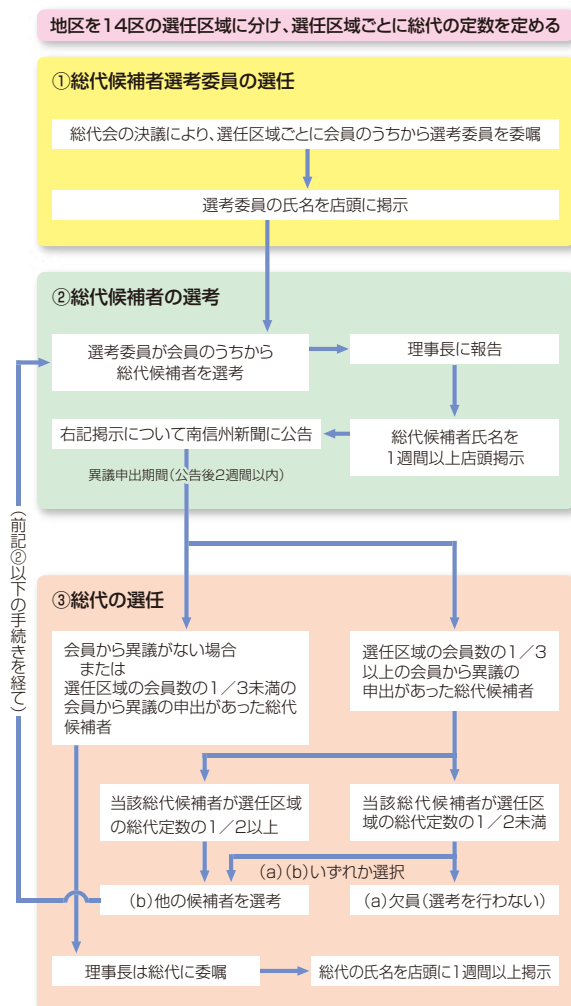 地区を14区の選任区域に分け、選任区域ごとに総代の定数を定める
①総代候補者選考委員の選任
総代会の決議により、選任区域ごとに会員のうちから選考委員を委嘱
選考委員の氏名を店頭に掲示
②総代候補者の選考
選考委員が会員のうちから
総代候補者を選考
理事長に報告
総代候補者氏名を
1週間以上店頭掲示
右記掲示について南信州新聞に公告
異議申出期間(公告後2週間以内)
(前記②以下の手続きを経て)
③総代の選任
会員から異議がない場合
または
選任区域の会員数の1/3未満の
会員から異議の申出があった総代
候補者
選任区域の会員数の1/3
以上の会員から異議の
申出があった総代候補者
当該総代候補者が選任区域
の総代定数の1/2以上
当該総代候補者が選任区
域の総代定数の1/2未満
(a)(b)いずれか選択
(b)他の候補者を選考
(a)欠員(選考を行わない)
理事長は総代に委嘱
総代の氏名を店頭に1週間以上掲示